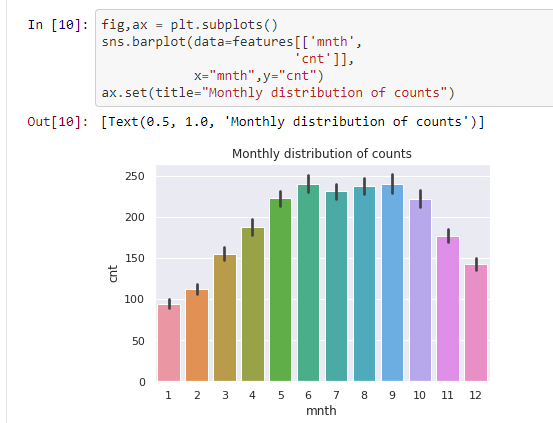 In [10]: fig,ax = plt.subplots()
sns.barplot(data=features[['mnth',
'cnt']],
x="mnth",y="cnt")
ax.set(title="Monthly distribution of counts")
Out[10]: [Text(0.5, 1.0, 'Monthly distribution of counts')]
Monthly distribution of counts
250
200
150
100
50
0
cnt
1 2 3 4 5 6 7 8 9 10 11 12
mnth